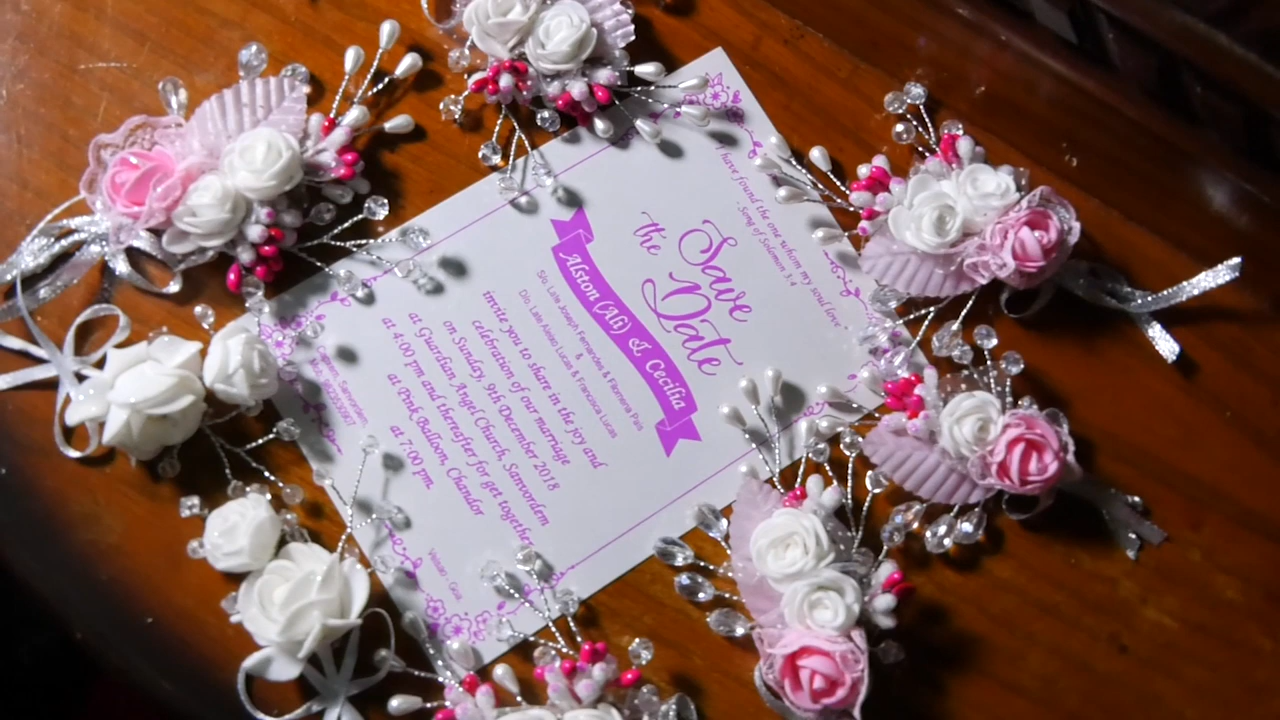 I have found the one whom my soul love
- Song of Solomon 3:4
Save
the Date
Alston (Ali) & Cecilia
S/o. Late Joseph Fernandes & Filomena Pais
&
D/o. Late Aleixo Lucas & Francisca Lucas
invite you to share in the joy and
celebration of our marriage
on Sunday, 9th December 2018
at Guardian Angel Church, Sanvordem
at 4:00 pm and thereafter for get together
at Pink Balloon, Chandor
at 7:00 pm.
Sanvordem
- Goa